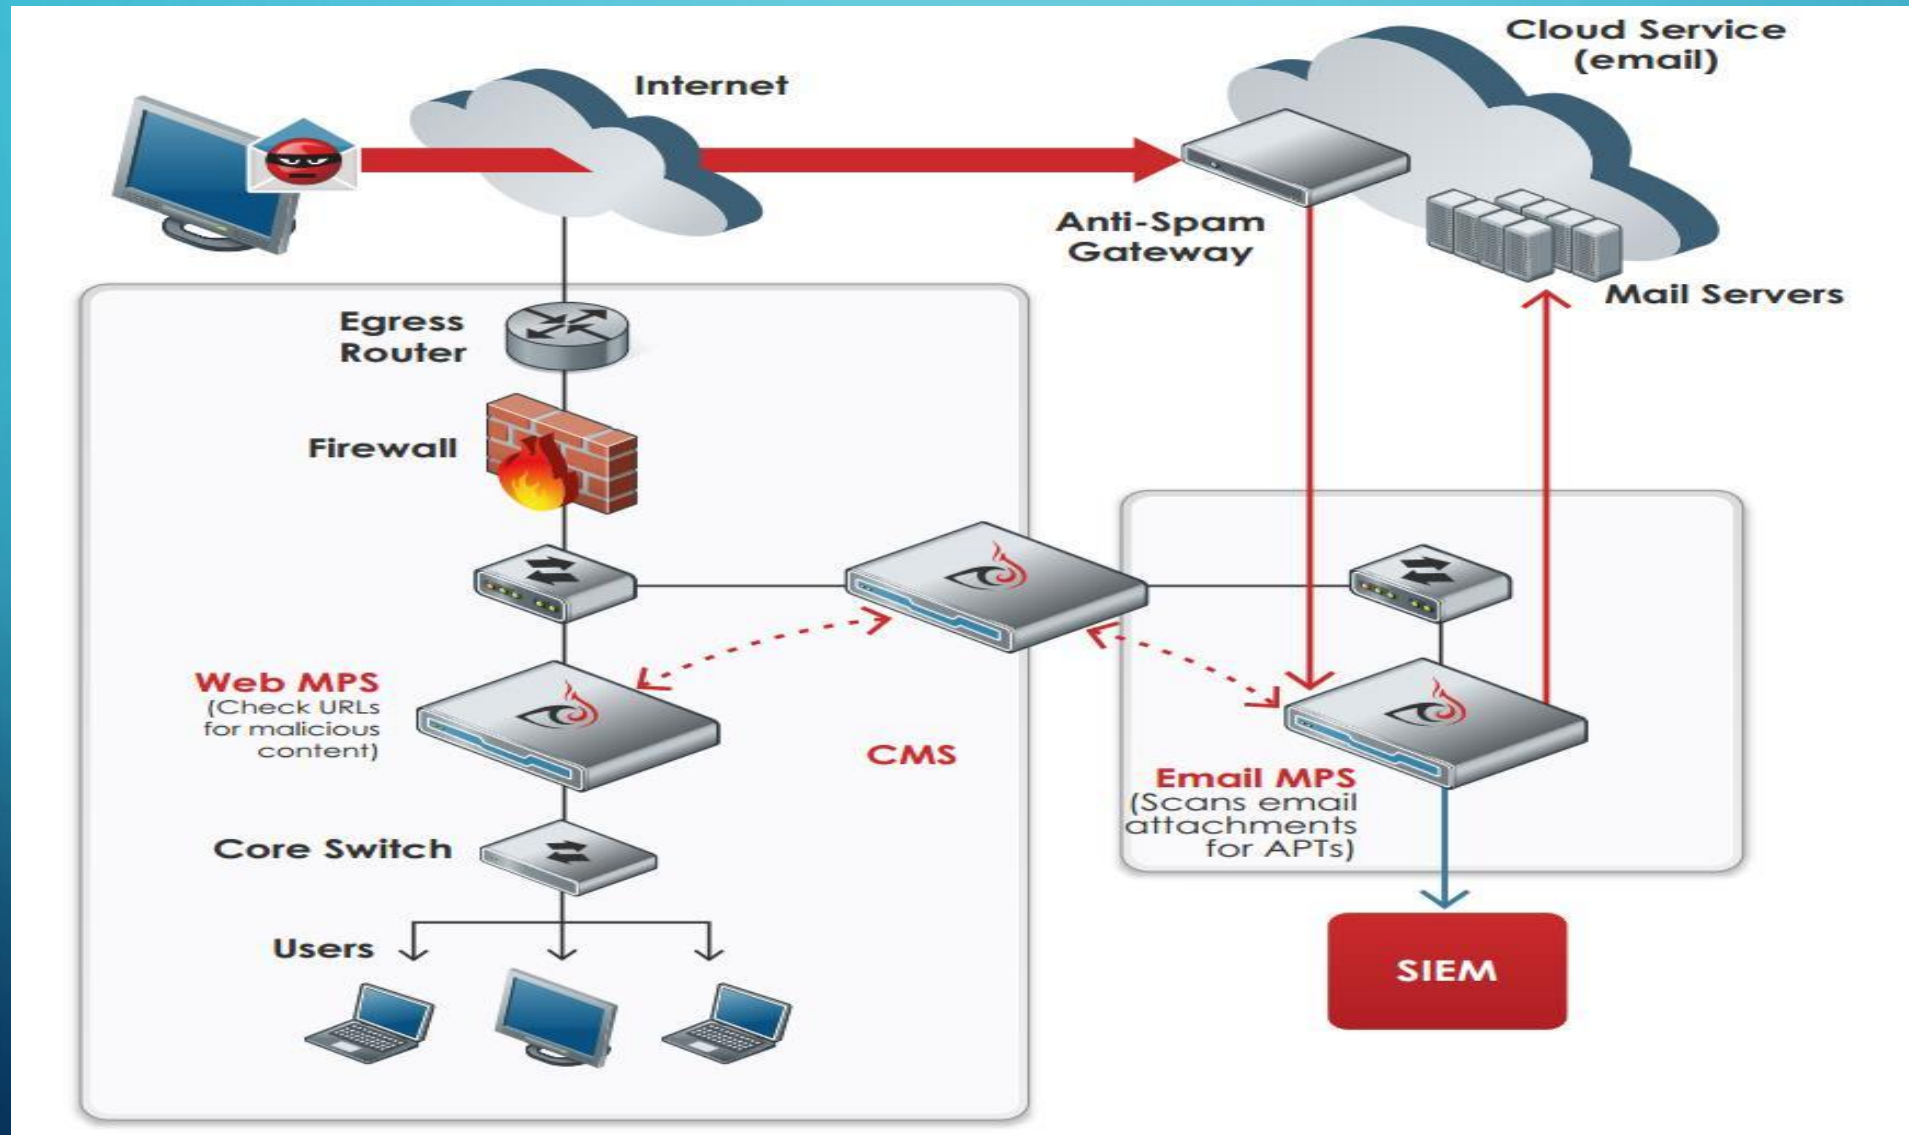 Cloud Service
(email)
Internet
Anti-Spam
Gateway
Mail Servers
Egress
Router
Firewall
Web MPS
(Check URLs
for malicious
content)
CMS
Email MPS
(Scans email
attachments
for APTs)
Core Switch
Users
SIEM